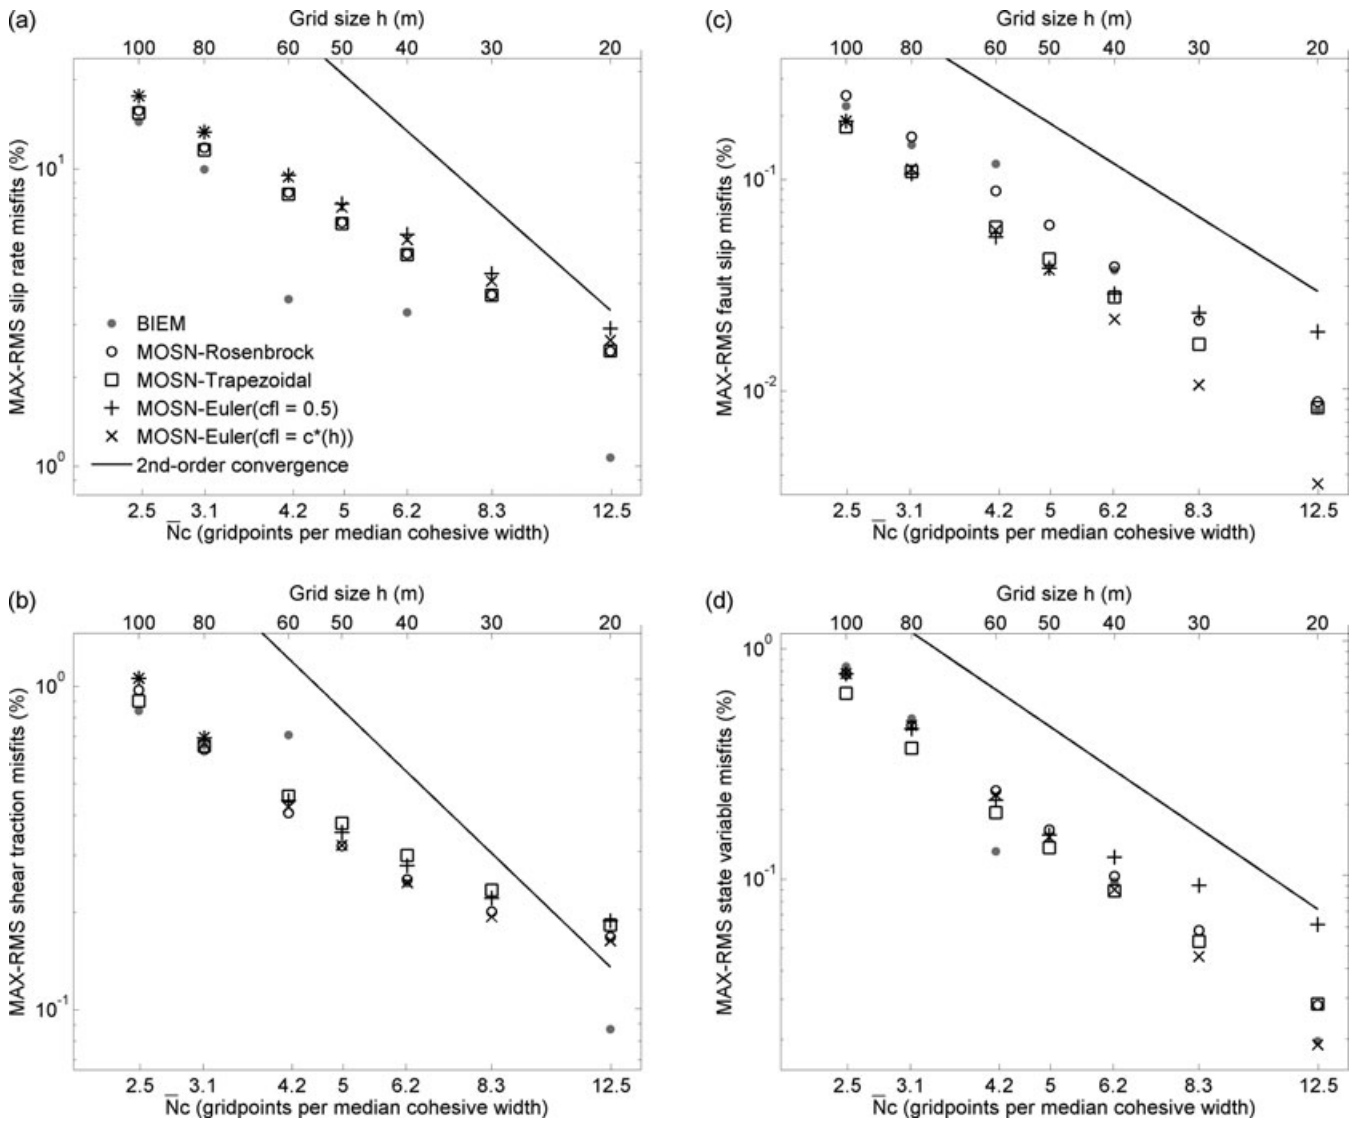 (a)
Grid size h (m)
100 80 60 50 40 30 20
MAX-RMS slip rate misfits (%)
10¹
10⁰
BIEM
MOSN-Rosenbrock
MOSN-Trapezoidal
MOSN-Euler(cfl = 0.5)
MOSN-Euler(cfl = c*(h))
2nd-order convergence
2.5 3.1 4.2 5 6.2 8.3 12.5
N̅c (gridpoints per median cohesive width)
(c)
Grid size h (m)
100 80 60 50 40 30 20
MAX-RMS fault slip misfits (%)
10⁻¹
10⁻²
2.5 3.1 4.2 5 6.2 8.3 12.5
N̅c (gridpoints per median cohesive width)
(b)
Grid size h (m)
100 80 60 50 40 30 20
MAX-RMS shear traction misfits (%)
10⁰
10⁻¹
2.5 3.1 4.2 5 6.2 8.3 12.5
N̅c (gridpoints per median cohesive width)
(d)
Grid size h (m)
100 80 60 50 40 30 20
MAX-RMS state variable misfits (%)
10⁰
10⁻¹
2.5 3.1 4.2 5 6.2 8.3 12.5
N̅c (gridpoints per median cohesive width)